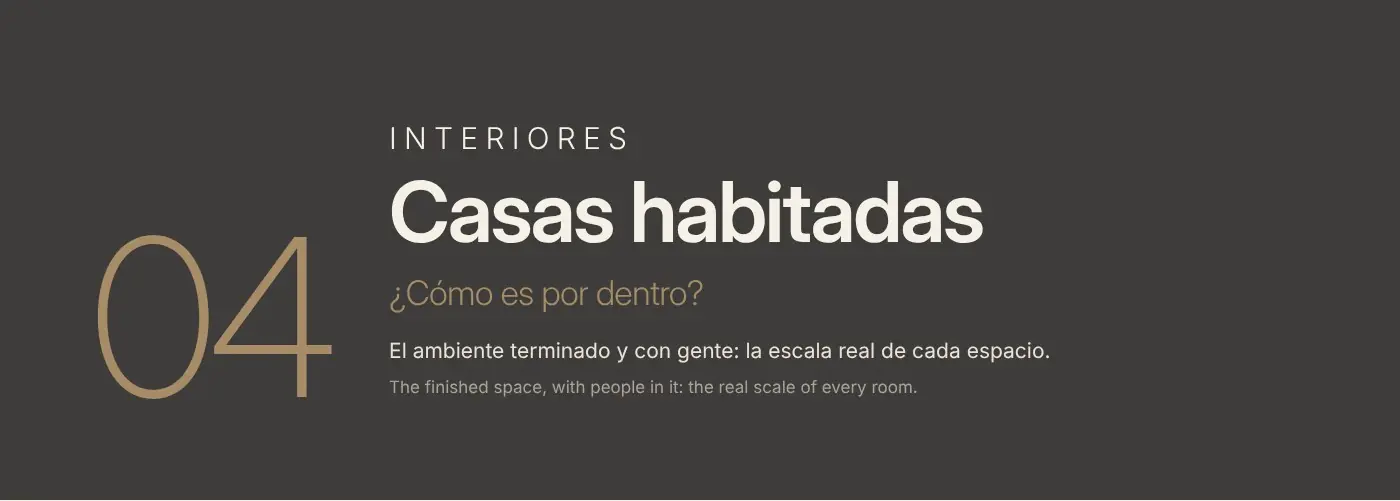 INTERIORES
Casas habitadas
04
¿Cómo es por dentro?
El ambiente terminado y con gente: la escala real de cada espacio.
The finished space, with people in it: the real scale of every room.